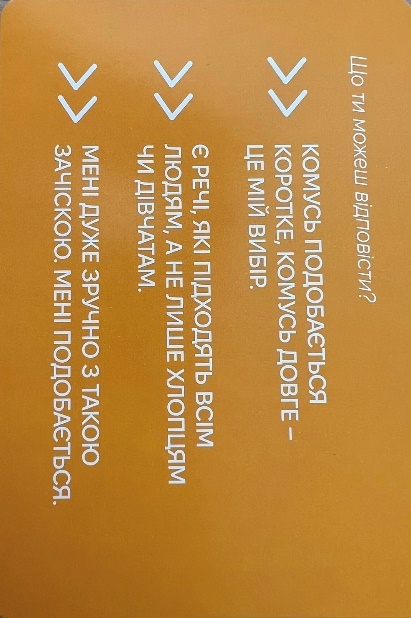 Що ти можеш відповісти?
КОМУСЬ ПОДОБАЄТЬСЯ
КОРОТКЕ, КОМУСЬ ДОВГЕ –
ЦЕ МІЙ ВИБІР.
Є РЕЧІ, ЯКІ ПІДХОДЯТЬ ВСІМ
ЛЮДЯМ, А НЕ ЛИШЕ ХЛОПЦЯМ
ЧИ ДІВЧАТАМ.
МЕНІ ДУЖЕ ЗРУЧНО З ТАКОЮ
ЗАЧІСКОЮ. МЕНІ ПОДОБАЄТЬСЯ.